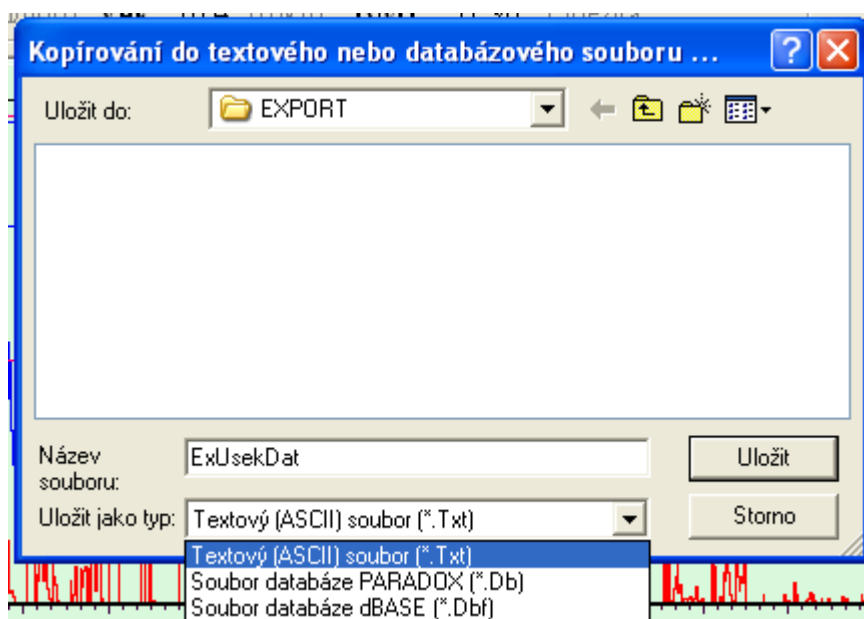 Kopírování do textového nebo databázového souboru ...
Uložit do: EXPORT
Název souboru: ExUsekDat
Uložit
Uložit jako typ: Textový (ASCII) soubor (*.Txt)
Storno
Textový (ASCII) soubor (*.Txt)
Soubor databáze PARADOX (*.Db)
Soubor databáze dBASE (*.Dbf)